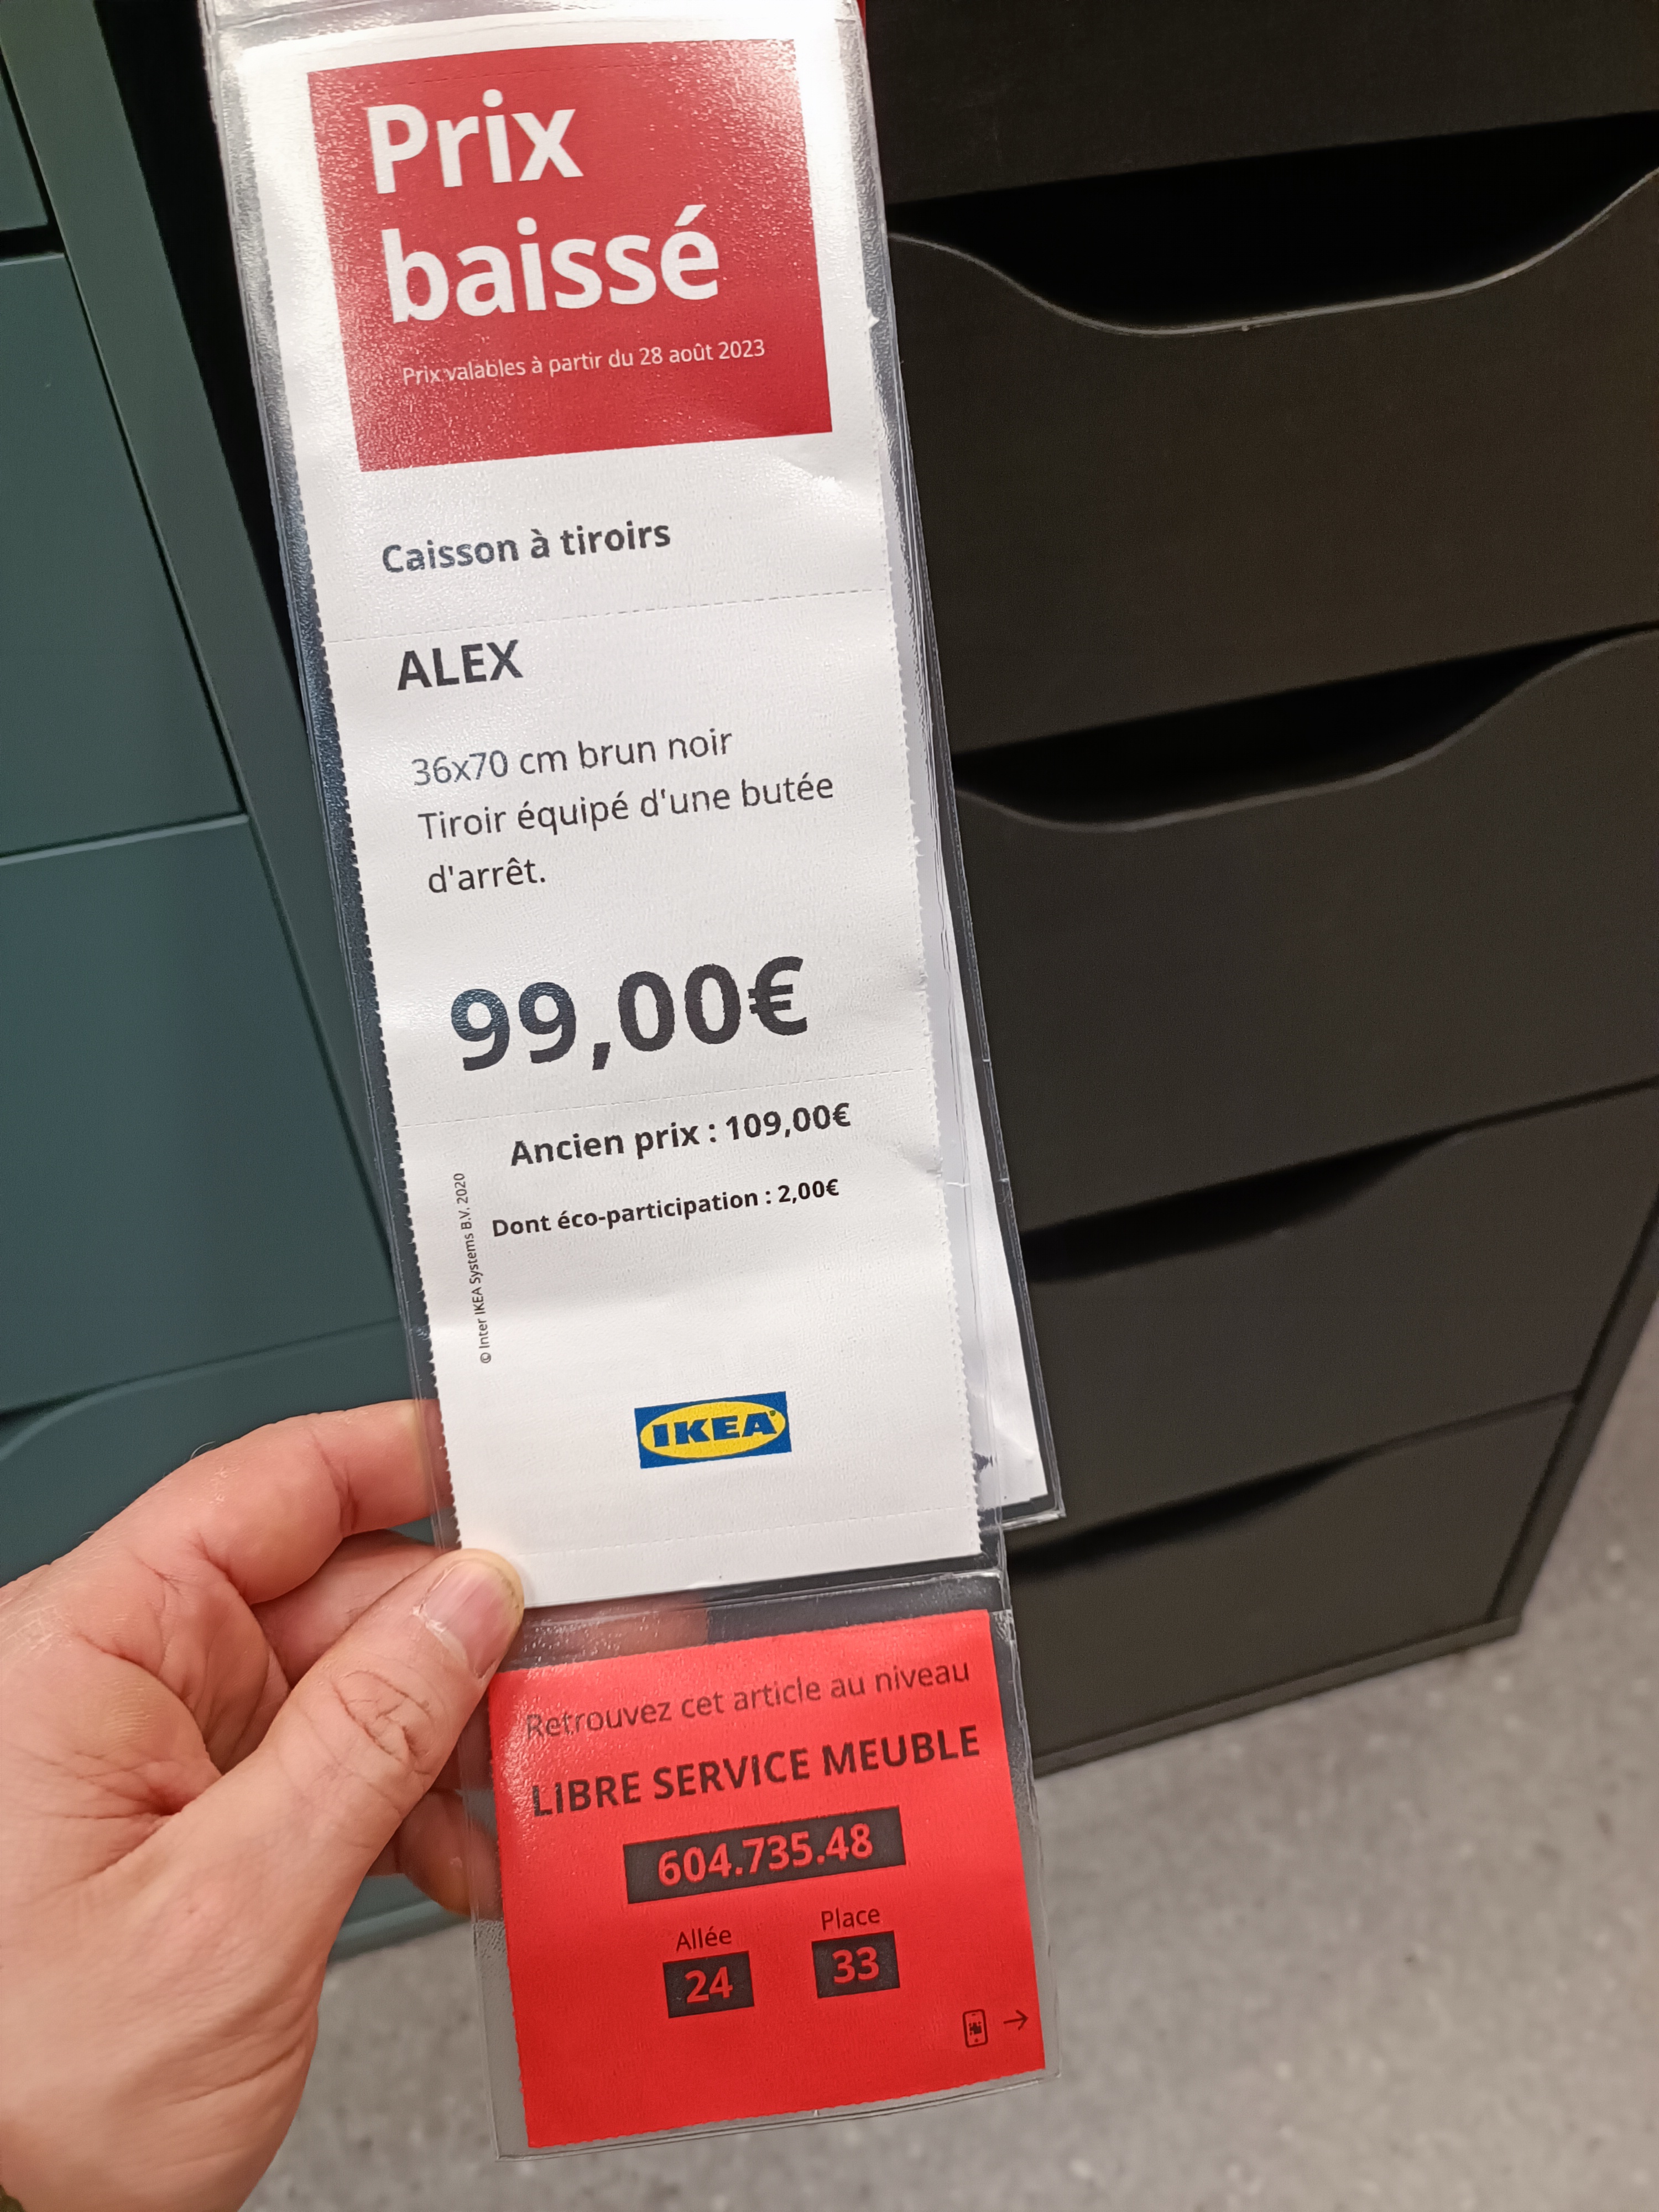 Prix
baissé
Prix valables à partir du 28 août 2023
Caisson à tiroirs
ALEX
36x70 cm brun noir
Tiroir équipé d'une butée
d'arrêt.
99,00€
Ancien prix : 109,00€
Dont éco-participation : 2,00€
© Inter IKEA Systems B.V. 2020
IKEA
Retrouvez cet article au niveau
LIBRE SERVICE MEUBLE
604.735.48
Allée Place
24 33